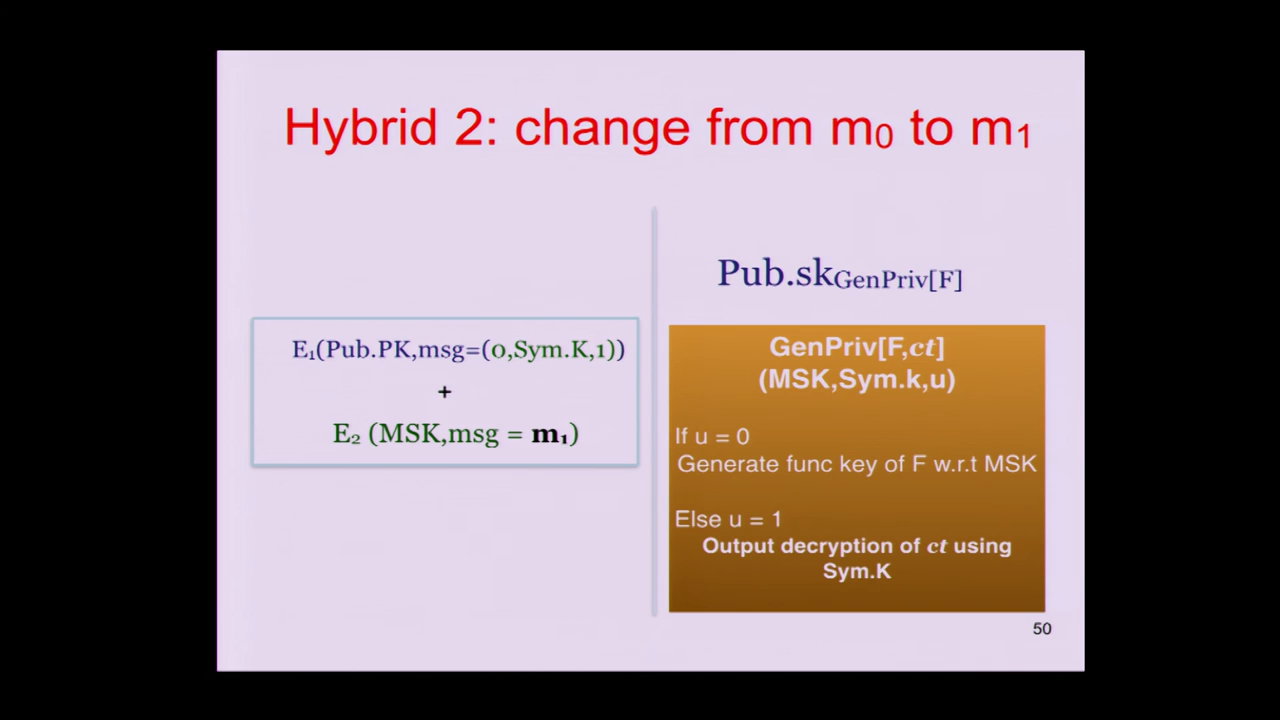 Hybrid 2: change from m₀ to m₁
E₁(Pub.PK,msg=(0,Sym.K,1))
+
E₂ (MSK,msg = m₁)
Pub.skGenPriv[F]
GenPriv[F,ct]
(MSK,Sym.k,u)
If u = 0
Generate func key of F w.r.t MSK
Else u = 1
Output decryption of ct using
Sym.K
50